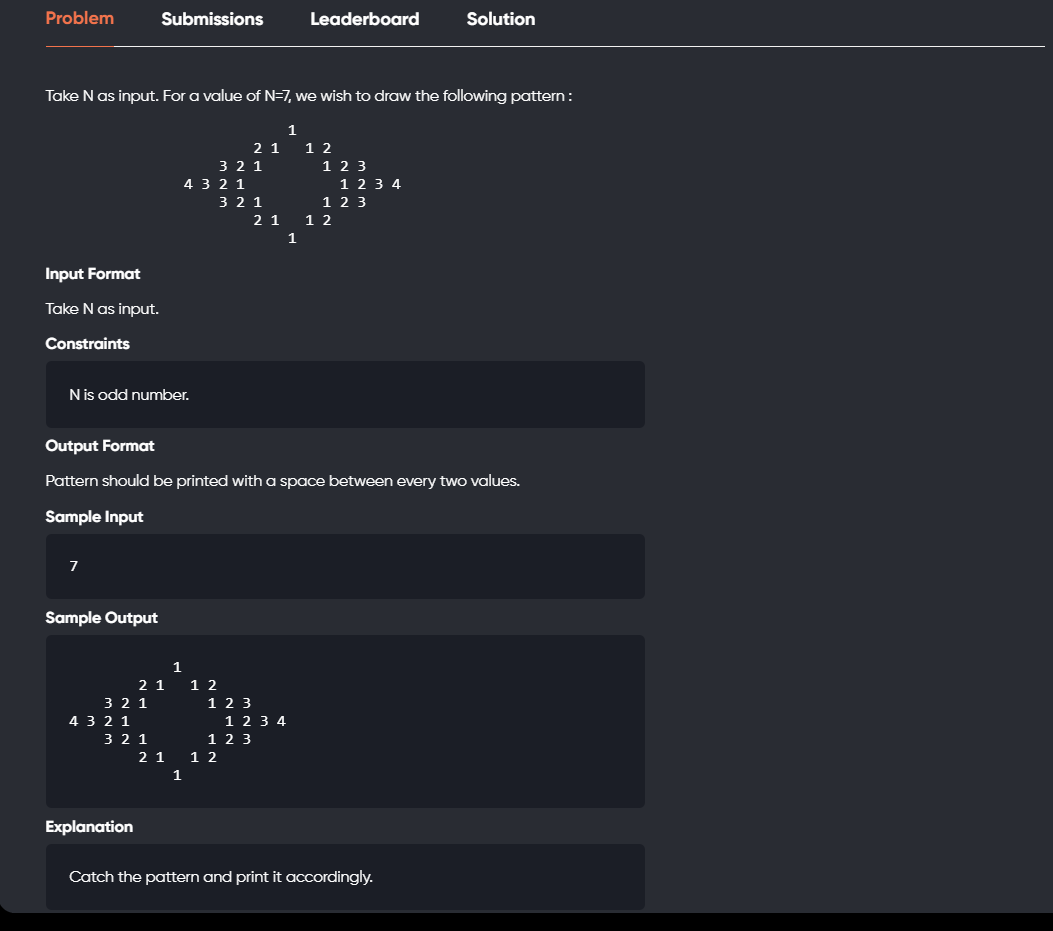 Problem Submissions Leaderboard Solution
Take N as input. For a value of N=7, we wish to draw the following pattern :
            1
        2 1   1 2
    3 2 1       1 2 3
4 3 2 1           1 2 3 4
    3 2 1       1 2 3
        2 1   1 2
            1
Input Format
Take N as input.
Constraints
N is odd number.
Output Format
Pattern should be printed with a space between every two values.
Sample Input
7
Sample Output
            1
        2 1   1 2
    3 2 1       1 2 3
4 3 2 1           1 2 3 4
    3 2 1       1 2 3
        2 1   1 2
            1
Explanation
Catch the pattern and print it accordingly.